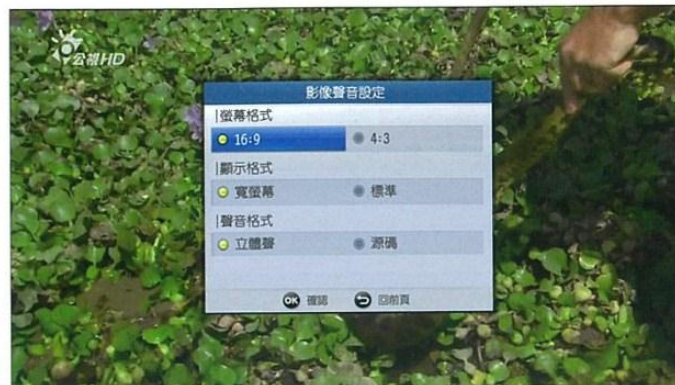 公視HD
影像聲音設定
螢幕格式
16:9 4:3
顯示格式
寬螢幕 標準
聲音格式
立體聲 源碼
OK 確認 回前頁